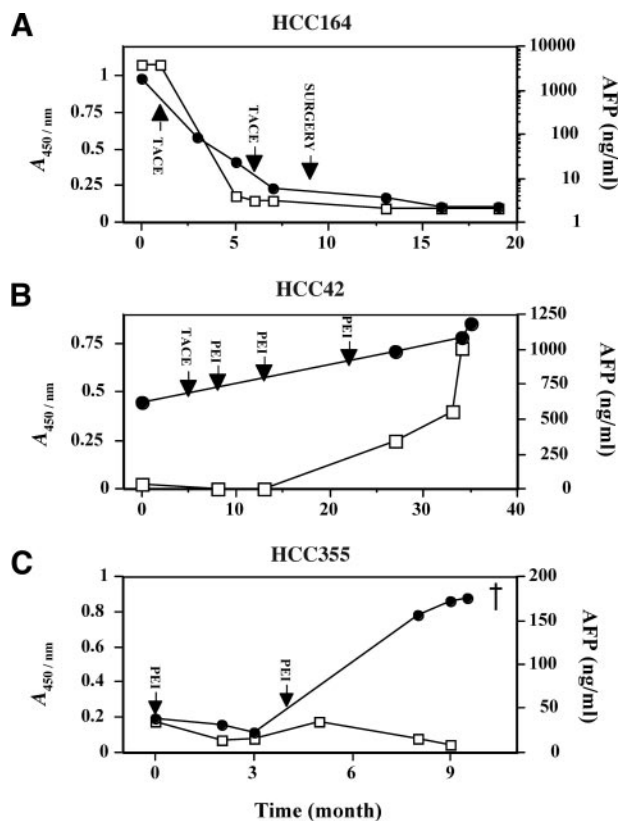 A
HCC164
A450 / nm
1
0.75
0.5
0.25
0
TACE
TACE
SURGERY
10000
1000
100
10
1
AFP (ng/ml)
0 5 10 15 20
B
HCC42
A450 / nm
0.75
0.5
0.25
0
TACE
PEI
PEI
PEI
1250
1000
750
500
250
0
AFP (ng/ml)
0 10 20 30 40
C
HCC355
A450 / nm
1
0.8
0.6
0.4
0.2
0
PEI
PEI
†
200
150
100
50
0
AFP (ng/ml)
0 3 6 9
Time (month)